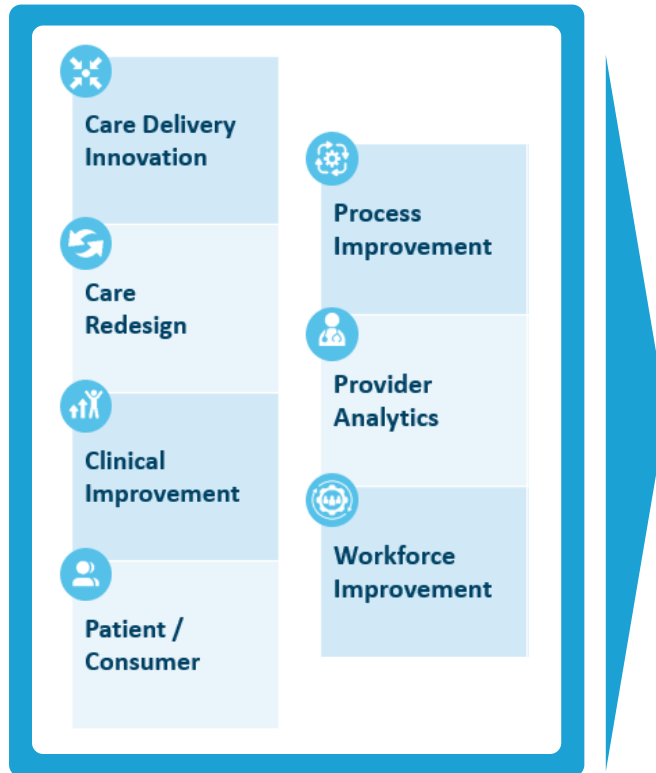 Care Delivery
Innovation
Care
Redesign
Clinical
Improvement
Patient /
Consumer
Process
Improvement
Provider
Analytics
Workforce
Improvement